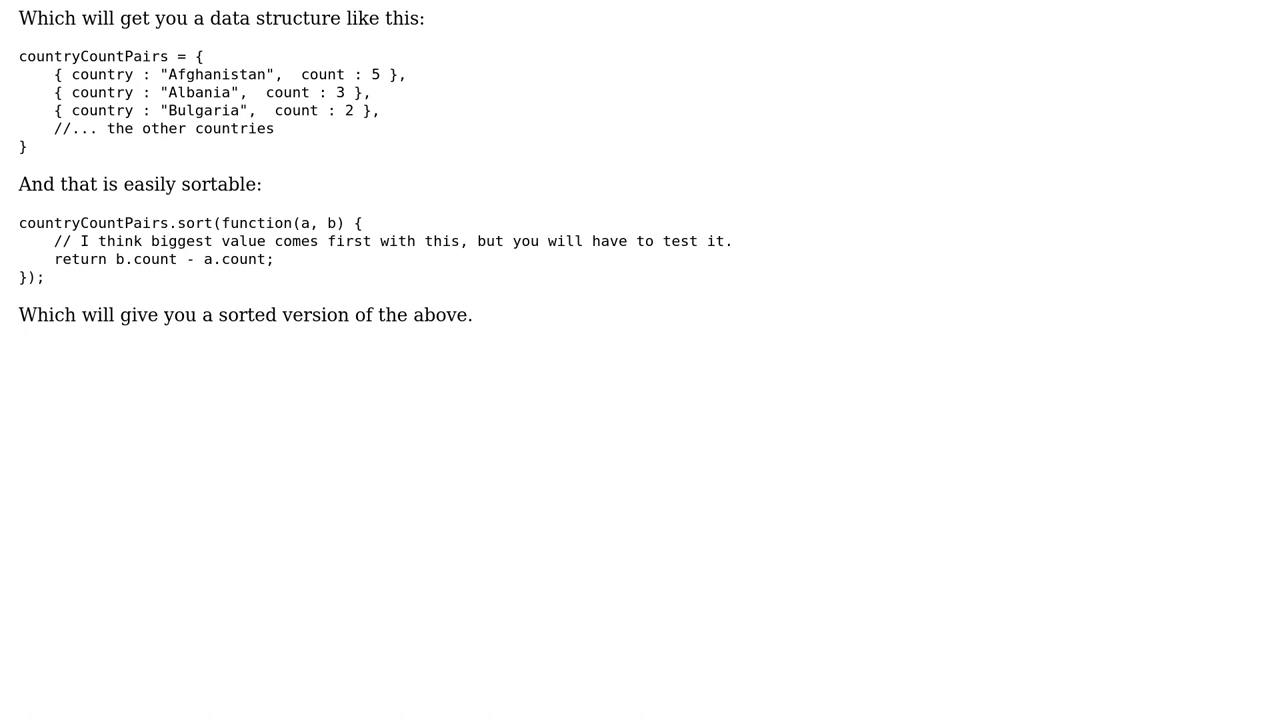 Which will get you a data structure like this:
countryCountPairs = {
    { country : "Afghanistan",  count : 5 },
    { country : "Albania",  count : 3 },
    { country : "Bulgaria",  count : 2 },
    //... the other countries
}
And that is easily sortable:
countryCountPairs.sort(function(a, b) {
    // I think biggest value comes first with this, but you will have to test it.
    return b.count - a.count;
});
Which will give you a sorted version of the above.